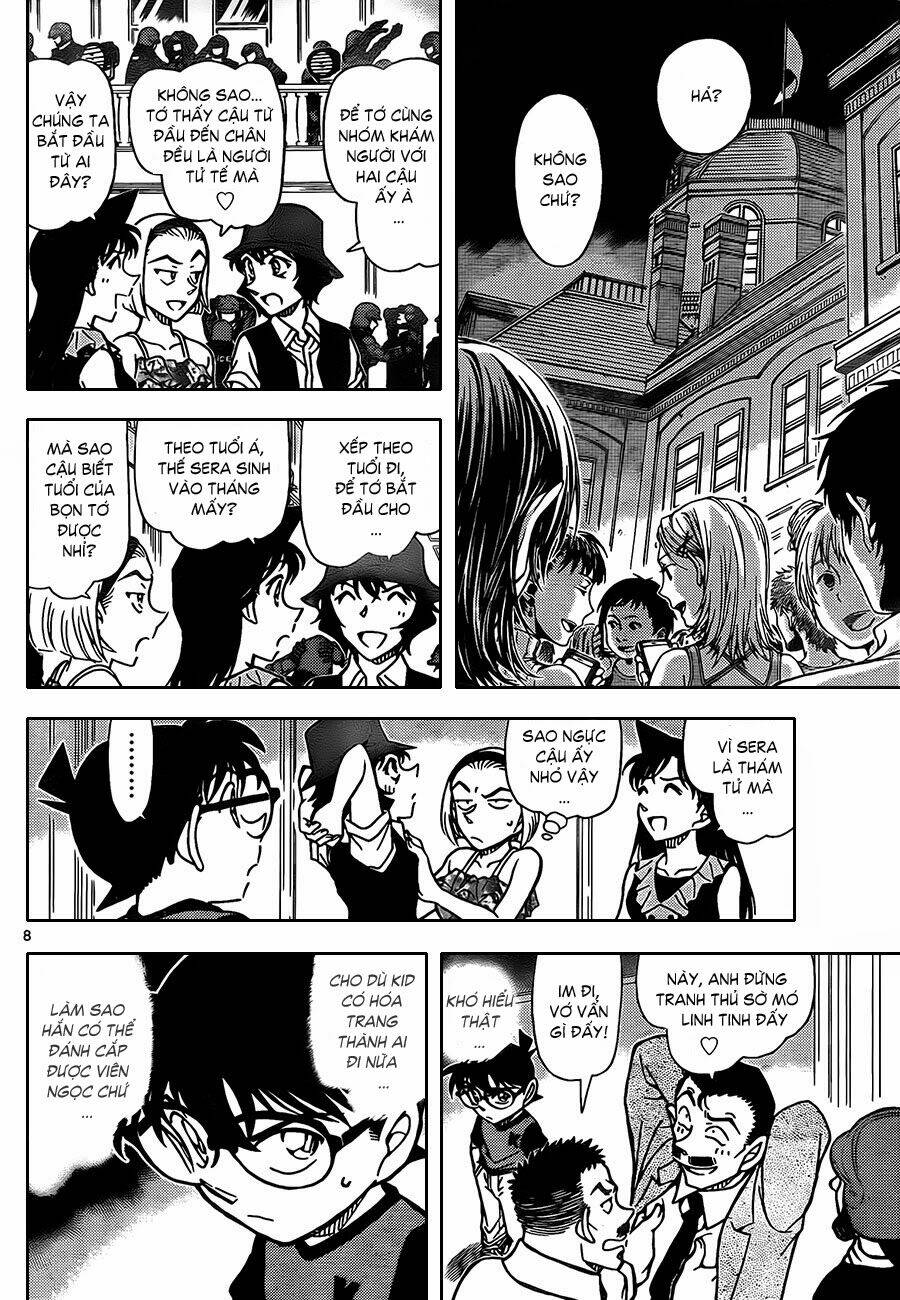 HẢ?
KHÔNG
SAO
CHỨ?
ĐỂ TỚ CÙNG
NHÓM KHÁM
NGƯỜI VỚI
HAI CẬU
ẤY À
...
KHÔNG SAO...
TỚ THẤY CẬU TỪ
ĐẦU ĐẾN CHÂN
ĐỀU LÀ NGƯỜI
TỬ TẾ MÀ
♡
VẬY
CHÚNG TA
BẮT ĐẦU
TỪ AI
ĐÂY?
XẾP THEO
TUỔI ĐI,
ĐỂ TỚ BẮT
ĐẦU CHO
...
THEO TUỔI Á,
THẾ SERA SINH
VÀO THÁNG
MẤY?
MÀ SAO
CẬU BIẾT
TUỔI CỦA
BỌN TỚ
ĐƯỢC
NHỈ?
VÌ SERA
LÀ THÁM
TỬ MÀ
...
SAO NGỰC
CẬU ẤY
NHỎ VẬY
...
.........
8
NÀY, ANH ĐỪNG
TRANH THỦ SỜ MÓ
LINH TINH ĐẤY
♡
IM ĐI,
VỚ VẨN
GÌ ĐẤY!
KHÓ HIỂU
THẬT
...
CHO DÙ KID
CÓ HÓA
TRANG
THÀNH AI
ĐI NỮA
...
LÀM SAO
HẮN CÓ THỂ
ĐÁNH CẮP
ĐƯỢC VIÊN
NGỌC CHỨ
...